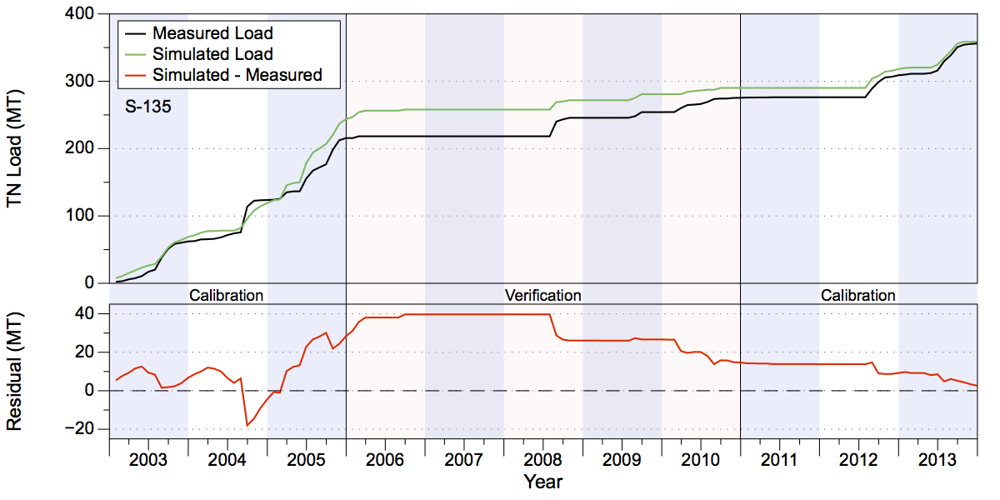 400
300
200
100
0
TN Load (MT)
Measured Load
Simulated Load
Simulated - Measured
S-135
Calibration Verification Calibration
40
20
0
−20
Residual (MT)
2003 2004 2005 2006 2007 2008 2009 2010 2011 2012 2013
Year